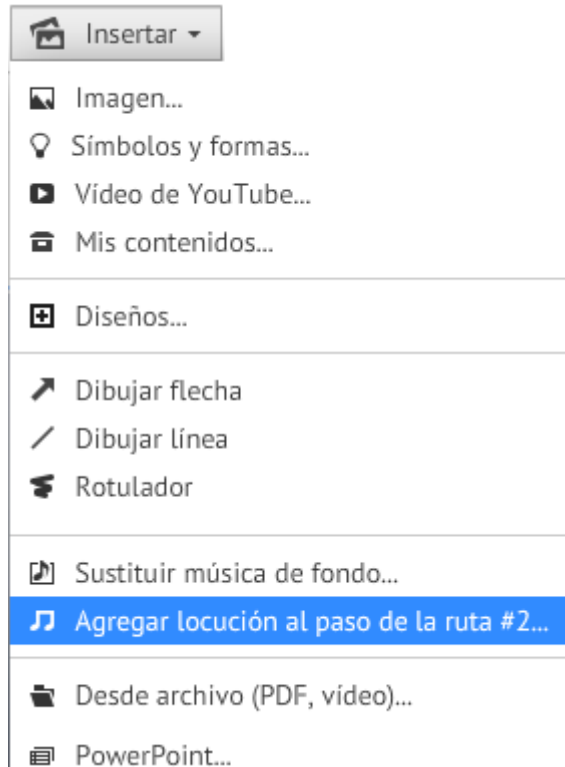 Insertar
Imagen...
Símbolos y formas...
Vídeo de YouTube...
Mis contenidos...
Diseños...
Dibujar flecha
Dibujar línea
Rotulador
Sustituir música de fondo...
Agregar locución al paso de la ruta #2...
Desde archivo (PDF, vídeo)...
PowerPoint...